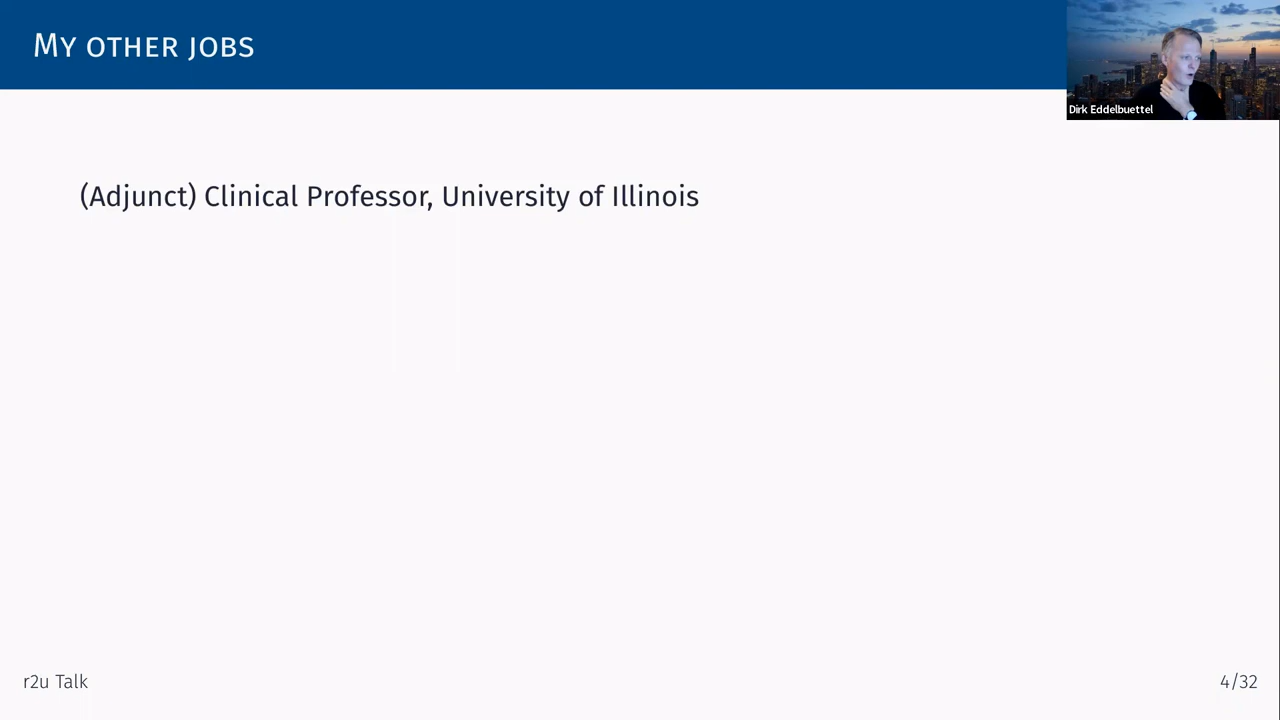 My other jobs
Dirk Eddelbuettel
(Adjunct) Clinical Professor, University of Illinois
r2u Talk
4/32